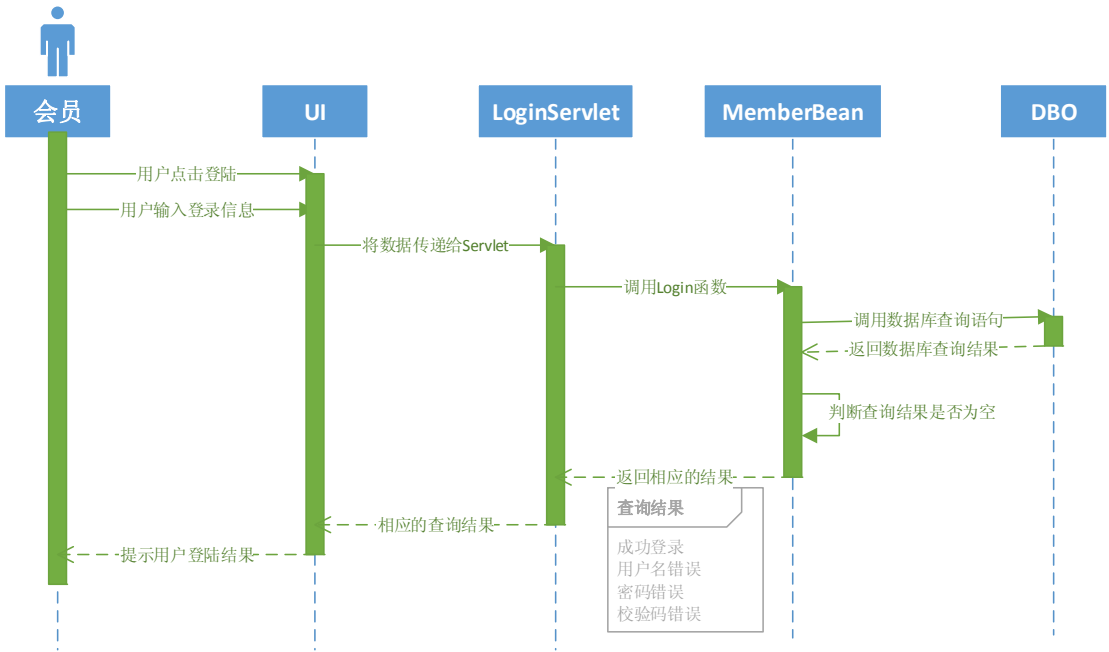 会员
UI
LoginServlet
MemberBean
DBO
用户点击登陆
用户输入登录信息
将数据传递给Servlet
调用Login函数
调用数据库查询语句
返回数据库查询结果
判断查询结果是否为空
返回相应的结果
查询结果
相应的查询结果
成功登录
提示用户登陆结果
用户名错误
密码错误
校验码错误